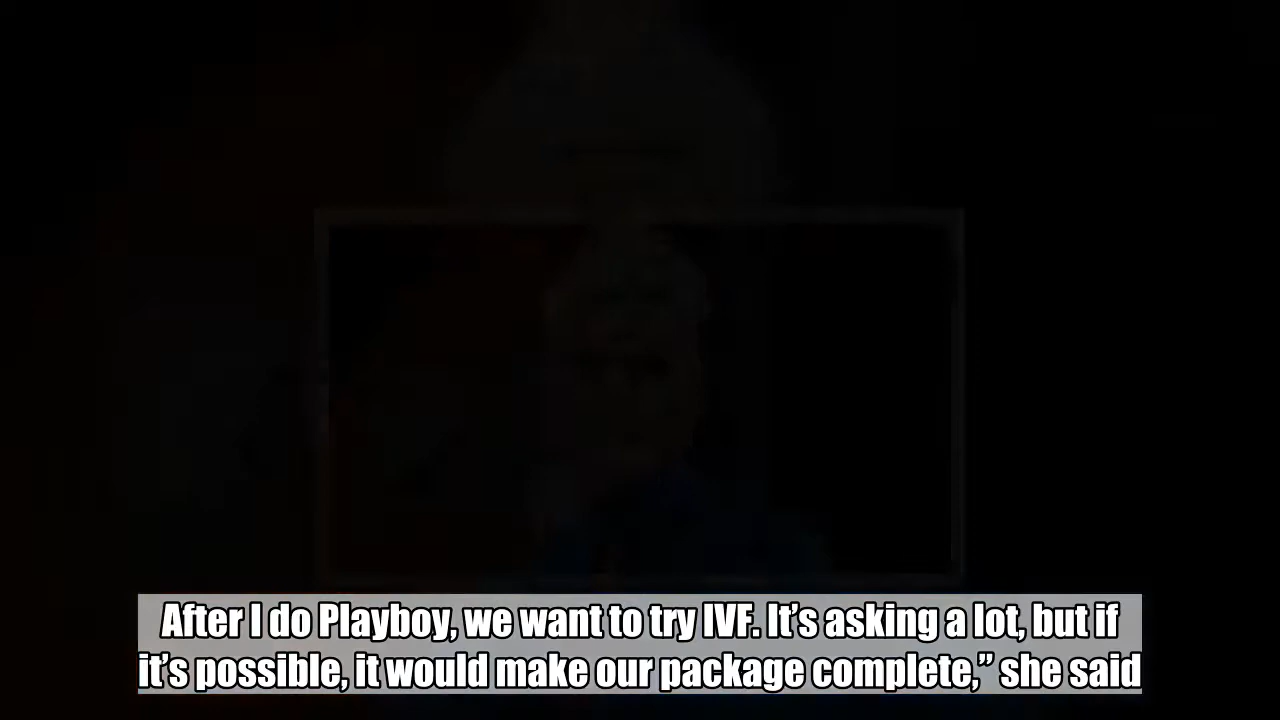 After I do Playboy, we want to try IVF. It’s asking a lot, but if
it’s possible, it would make our package complete,” she said